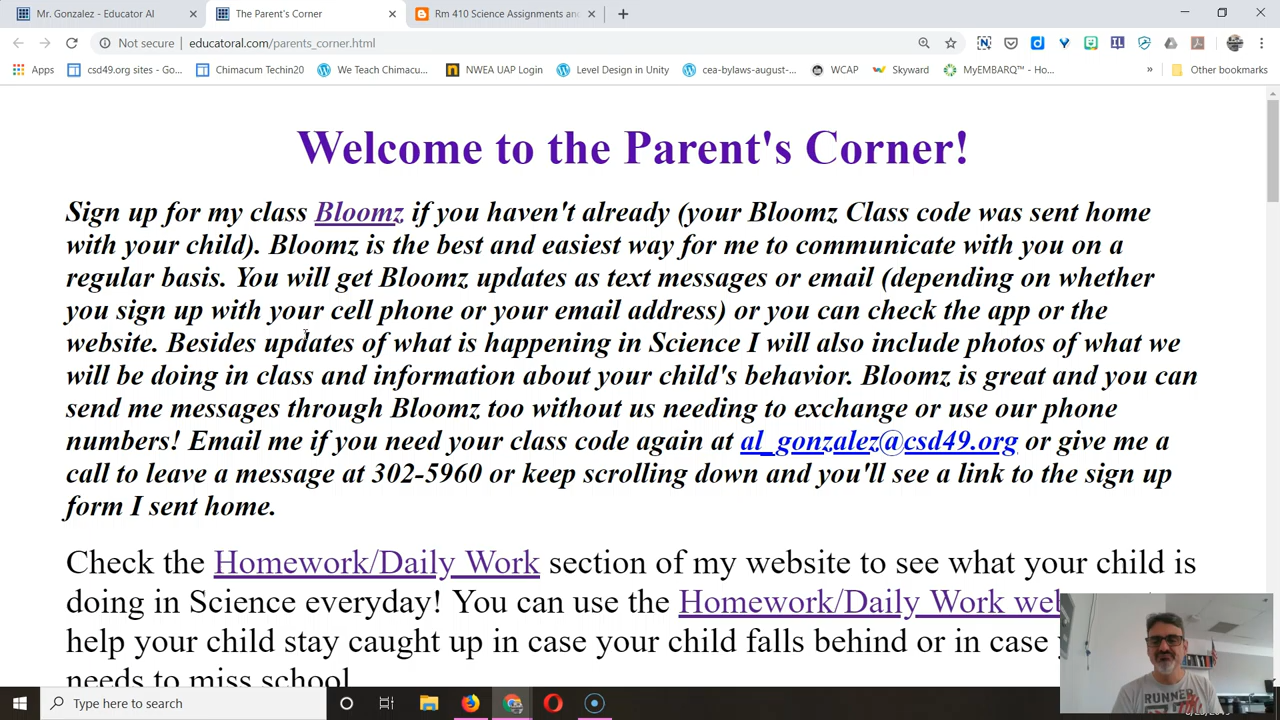 Mr. Gonzalez - Educator Al
The Parent's Corner
Rm 410 Science Assignments and
Not secure
educatoral.com/parents_corner.html
Apps
csd49.org sites - Go...
Chimacum Techin20
We Teach Chimacu...
NWEA UAP Login
Level Design in Unity
cea-bylaws-august-...
WCAP
Skyward
MyEMBARQ™ - Ho...
»
Other bookmarks
Welcome to the Parent's Corner!
Sign up for my class Bloomz if you haven't already (your Bloomz Class code was sent home
with your child). Bloomz is the best and easiest way for me to communicate with you on a
regular basis. You will get Bloomz updates as text messages or email (depending on whether
you sign up with your cell phone or your email address) or you can check the app or the
website. Besides updates of what is happening in Science I will also include photos of what we
will be doing in class and information about your child's behavior. Bloomz is great and you can
send me messages through Bloomz too without us needing to exchange or use our phone
numbers! Email me if you need your class code again at al_gonzalez@csd49.org or give me a
call to leave a message at 302-5960 or keep scrolling down and you'll see a link to the sign up
form I sent home.
Check the Homework/Daily Work section of my website to see what your child is
doing in Science everyday! You can use the Homework/Daily Work
help your child stay caught up in case your child falls behind or in case
needs to miss school
Type here to search
RUNNER